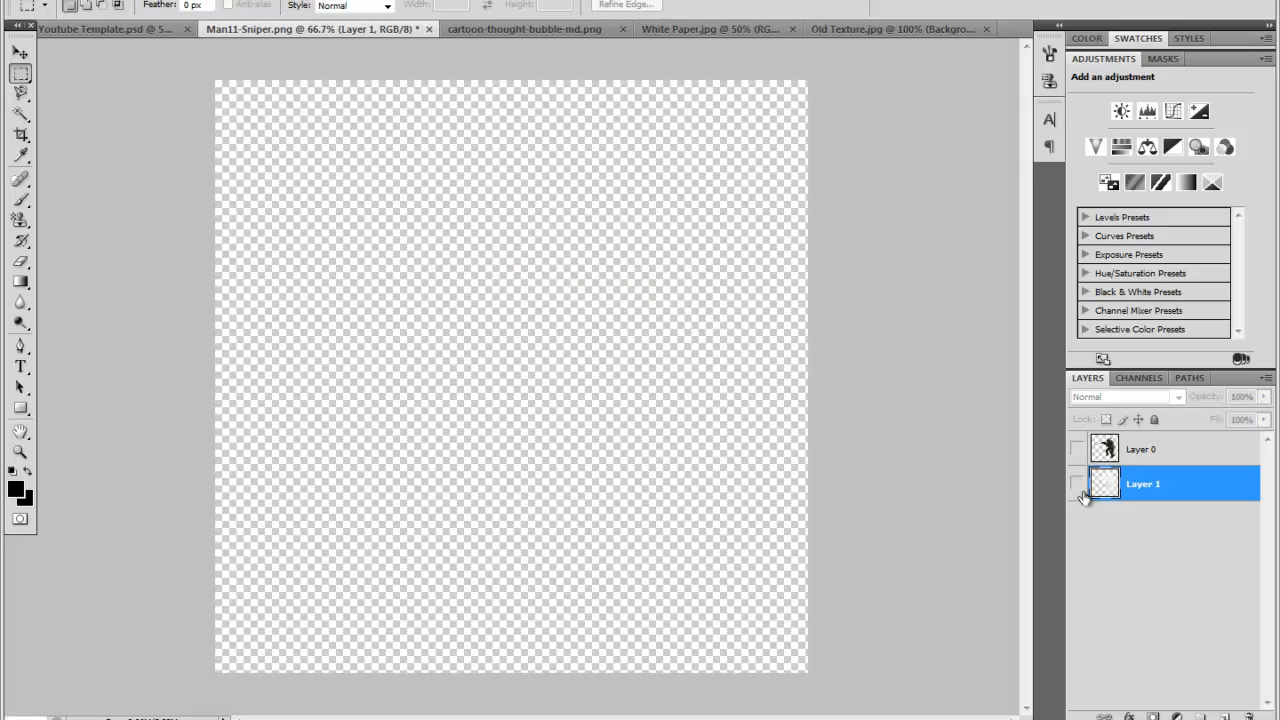 Feather: 0 px Anti-alias Style: Normal Width: Height: Refine Edge...
Youtube Template.psd @ 5... Man11-Sniper.png @ 66.7% (Layer 1, RGB/8) * cartoon-thought-bubble-md.png White Paper.jpg @ 50% (RG... Old Texture.jpg @ 100% (Backgro...
COLOR SWATCHES STYLES
ADJUSTMENTS MASKS
Add an adjustment
Levels Presets
Curves Presets
Exposure Presets
Hue/Saturation Presets
Black & White Presets
Channel Mixer Presets
Selective Color Presets
LAYERS CHANNELS PATHS
Normal Opacity: 100%
Lock: Fill: 100%
Layer 0
Layer 1